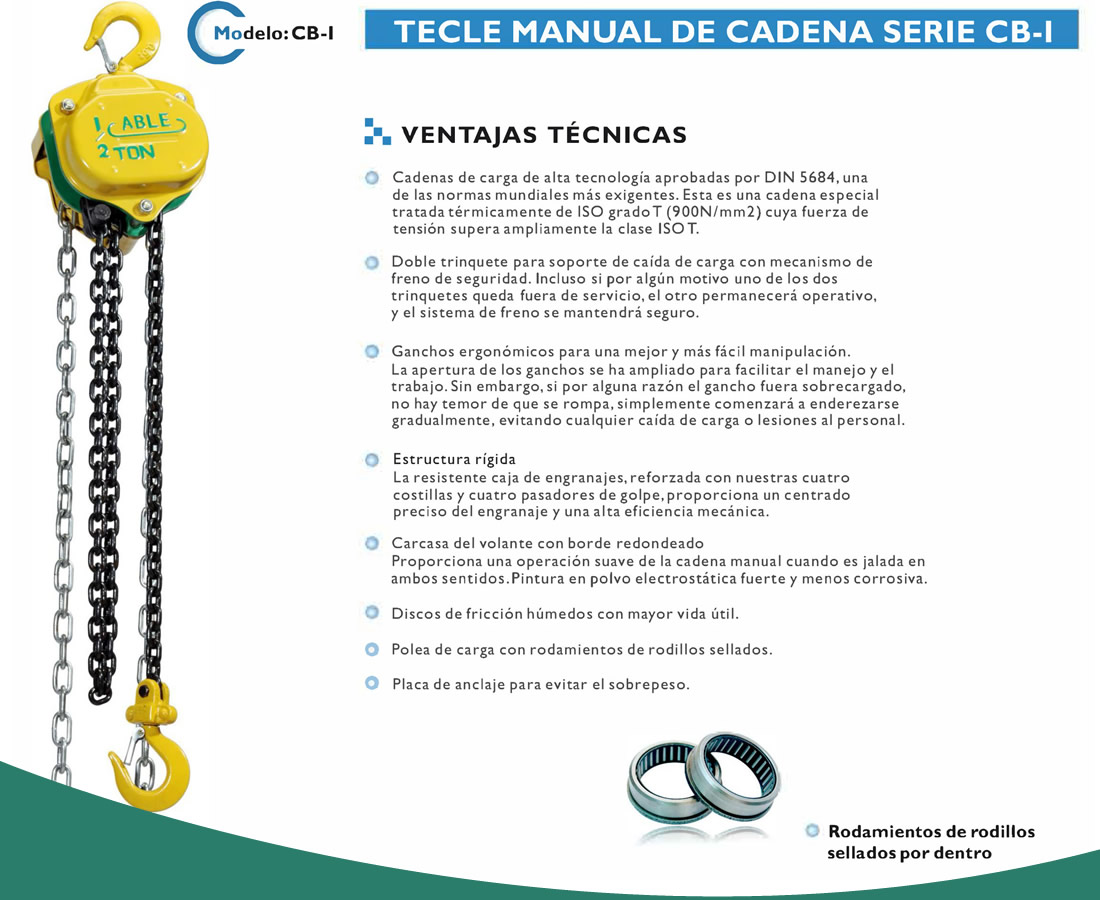 Modelo: CB-I
TECLE MANUAL DE CADENA SERIE CB-I
1 ABLE
2 TON
VENTAJAS TÉCNICAS
Cadenas de carga de alta tecnología aprobadas por DIN 5684, una
de las normas mundiales más exigentes. Esta es una cadena especial
tratada térmicamente de ISO grado T (900N/mm2) cuya fuerza de
tensión supera ampliamente la clase ISO T.
Doble trinquete para soporte de caída de carga con mecanismo de
freno de seguridad. Incluso si por algún motivo uno de los dos
trinquetes queda fuera de servicio, el otro permanecerá operativo,
y el sistema de freno se mantendrá seguro.
Ganchos ergonómicos para una mejor y más fácil manipulación.
La apertura de los ganchos se ha ampliado para facilitar el manejo y el
trabajo. Sin embargo, si por alguna razón el gancho fuera sobrecargado,
no hay temor de que se rompa, simplemente comenzará a enderezarse
gradualmente, evitando cualquier caída de carga o lesiones al personal.
Estructura rígida
La resistente caja de engranajes, reforzada con nuestras cuatro
costillas y cuatro pasadores de golpe, proporciona un centrado
preciso del engranaje y una alta eficiencia mecánica.
Carcasa del volante con borde redondeado
Proporciona una operación suave de la cadena manual cuando es jalada en
ambos sentidos. Pintura en polvo electrostática fuerte y menos corrosiva.
Discos de fricción húmedos con mayor vida útil.
Polea de carga con rodamientos de rodillos sellados.
Placa de anclaje para evitar el sobrepeso.
Rodamientos de rodillos
sellados por dentro